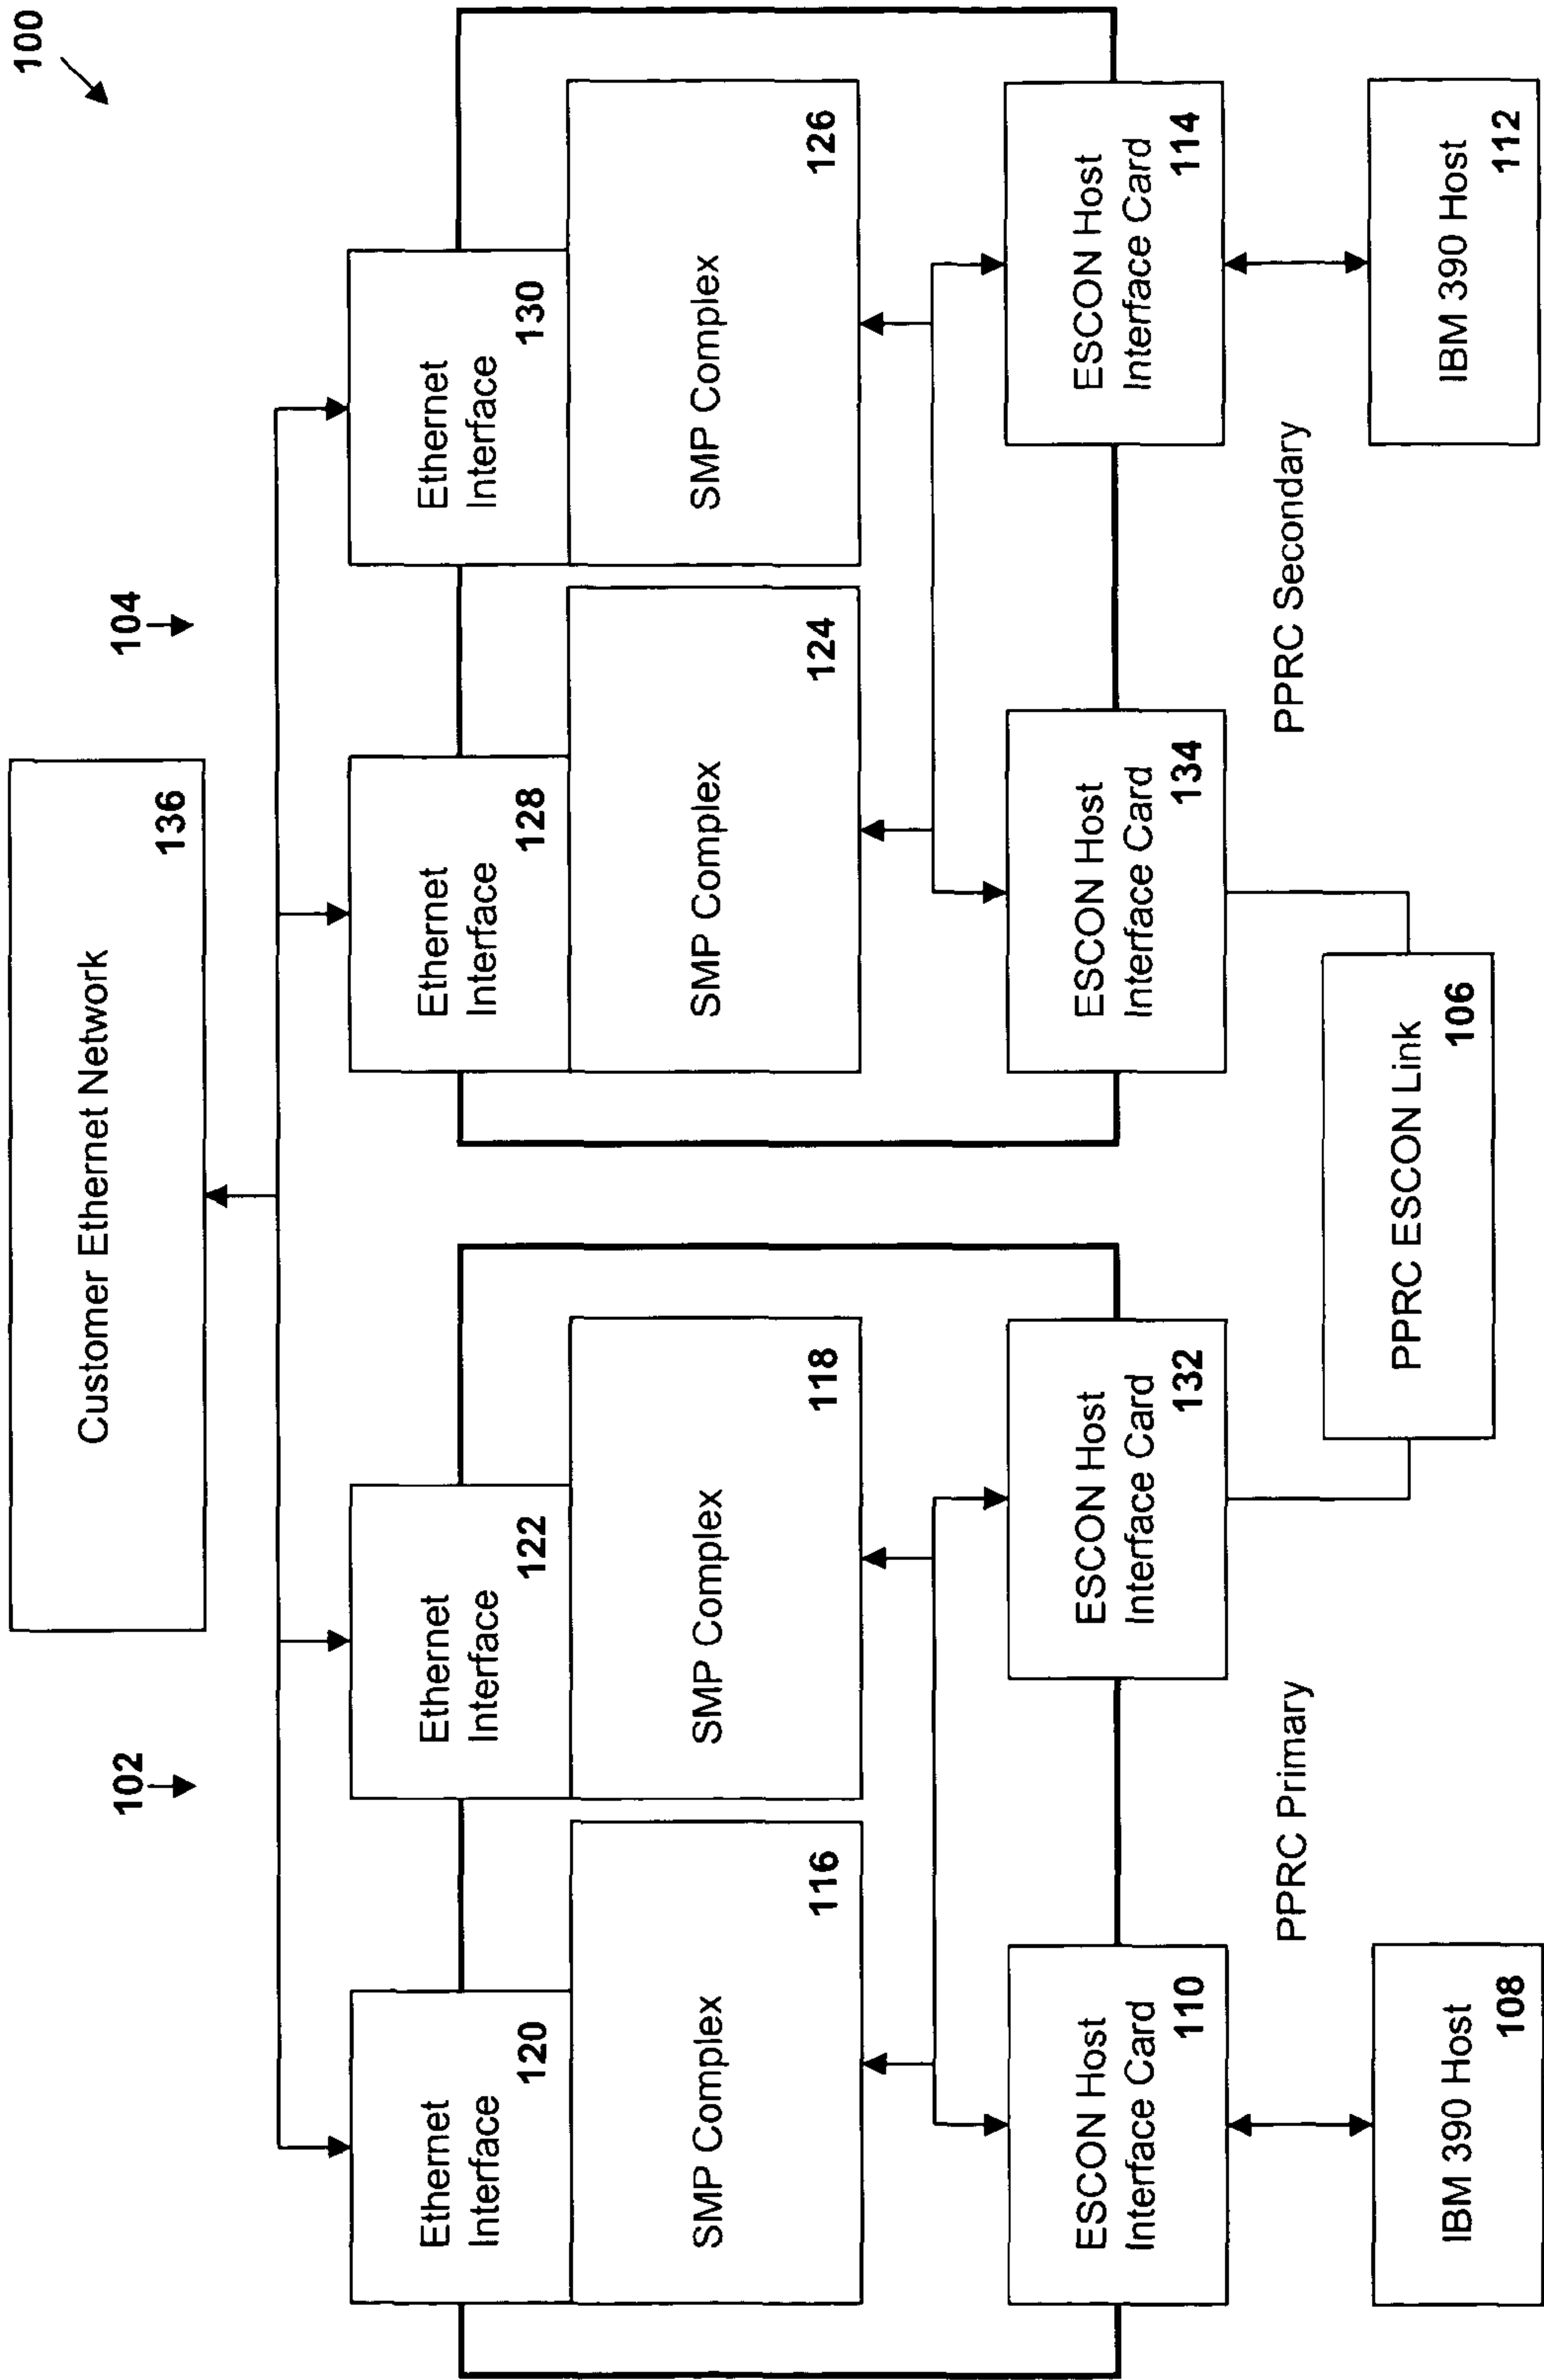 100
Customer Ethernet Network
136
102
104
Ethernet
Interface
120
Ethernet
Interface
122
Ethernet
Interface
128
Ethernet
Interface
130
SMP Complex
116
SMP Complex
118
SMP Complex
124
SMP Complex
126
ESCON Host
Interface Card
110
ESCON Host
Interface Card
132
ESCON Host
Interface Card
134
ESCON Host
Interface Card
114
PPRC Primary
PPRC Secondary
IBM 390 Host
108
PPRC ESCON Link
106
IBM 390 Host
112